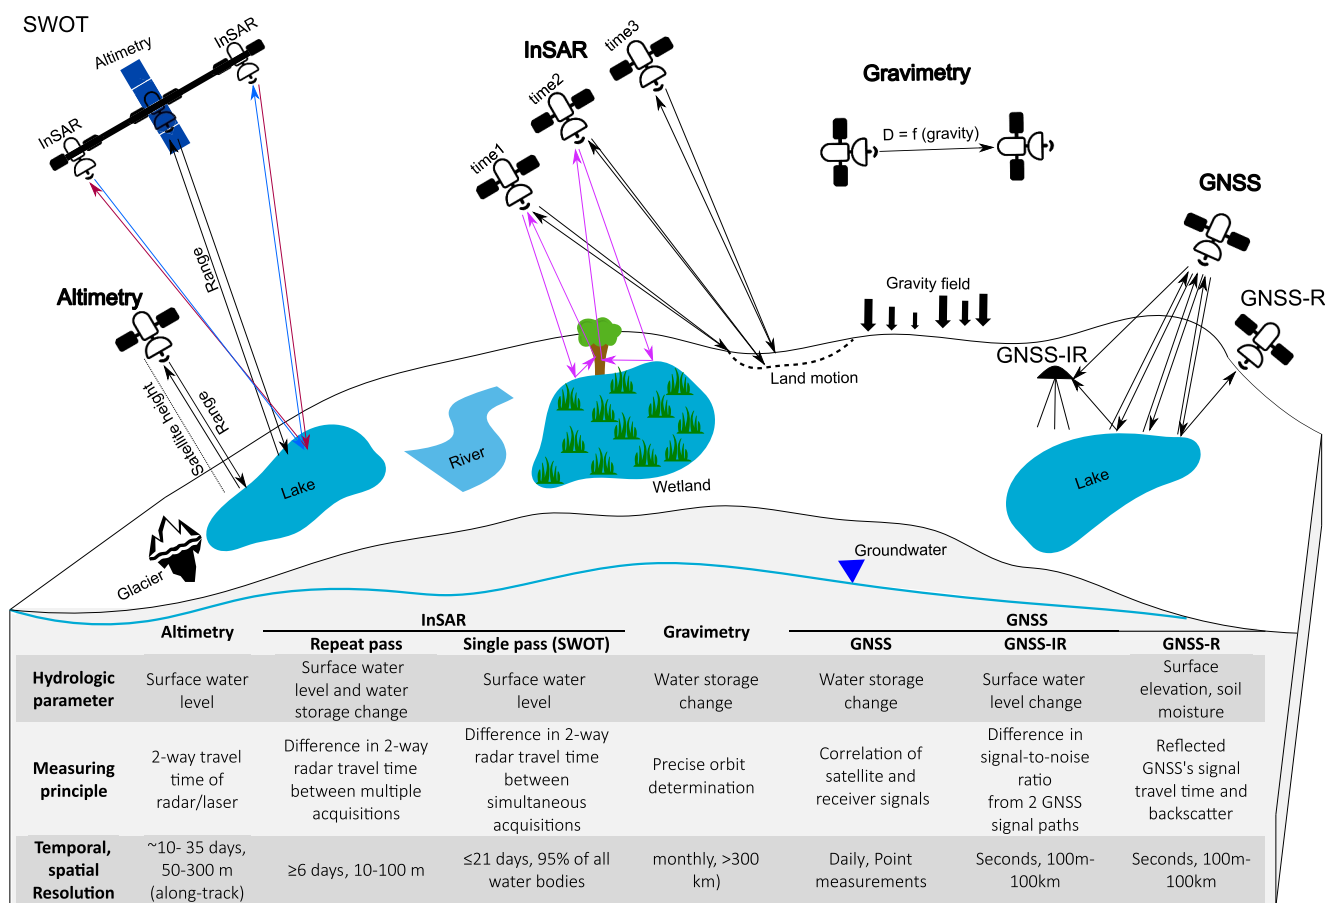 SWOT
InSAR
Altimetry
InSAR
Range
Altimetry
Range
Satellite height
Lake
Glacier
River
InSAR
time1
time2
time3
Wetland
Land motion
Gravimetry
D = f (gravity)
Gravity field
GNSS
GNSS-R
GNSS-IR
Lake
Groundwater
Altimetry
InSAR
Repeat pass
Single pass (SWOT)
Gravimetry
GNSS
GNSS
GNSS-IR
GNSS-R
Hydrologic
parameter
Surface water
level
Surface water
level and water
storage change
Surface water
level
Water storage
change
Water storage
change
Surface water
level change
Surface
elevation, soil
moisture
Measuring
principle
2-way travel
time of
radar/laser
Difference in 2-way
radar travel time
between multiple
acquisitions
Difference in 2-way
radar travel time
between
simultaneous
acquisitions
Precise orbit
determination
Correlation of
satellite and
receiver signals
Difference in
signal-to-noise
ratio
from 2 GNSS
signal paths
Reflected
GNSS's signal
travel time and
backscatter
Temporal,
spatial
Resolution
~10- 35 days,
50-300 m
(along-track)
≥6 days, 10-100 m
≤21 days, 95% of all
water bodies
monthly, >300
km)
Daily, Point
measurements
Seconds, 100m-
100km
Seconds, 100m-
100km